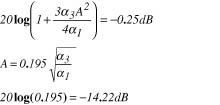 20log(1 + 3α₃A²/4α₁) = −0.25dB
A = 0.195 √(α₃/α₁)
20log(0.195) = −14.22dB